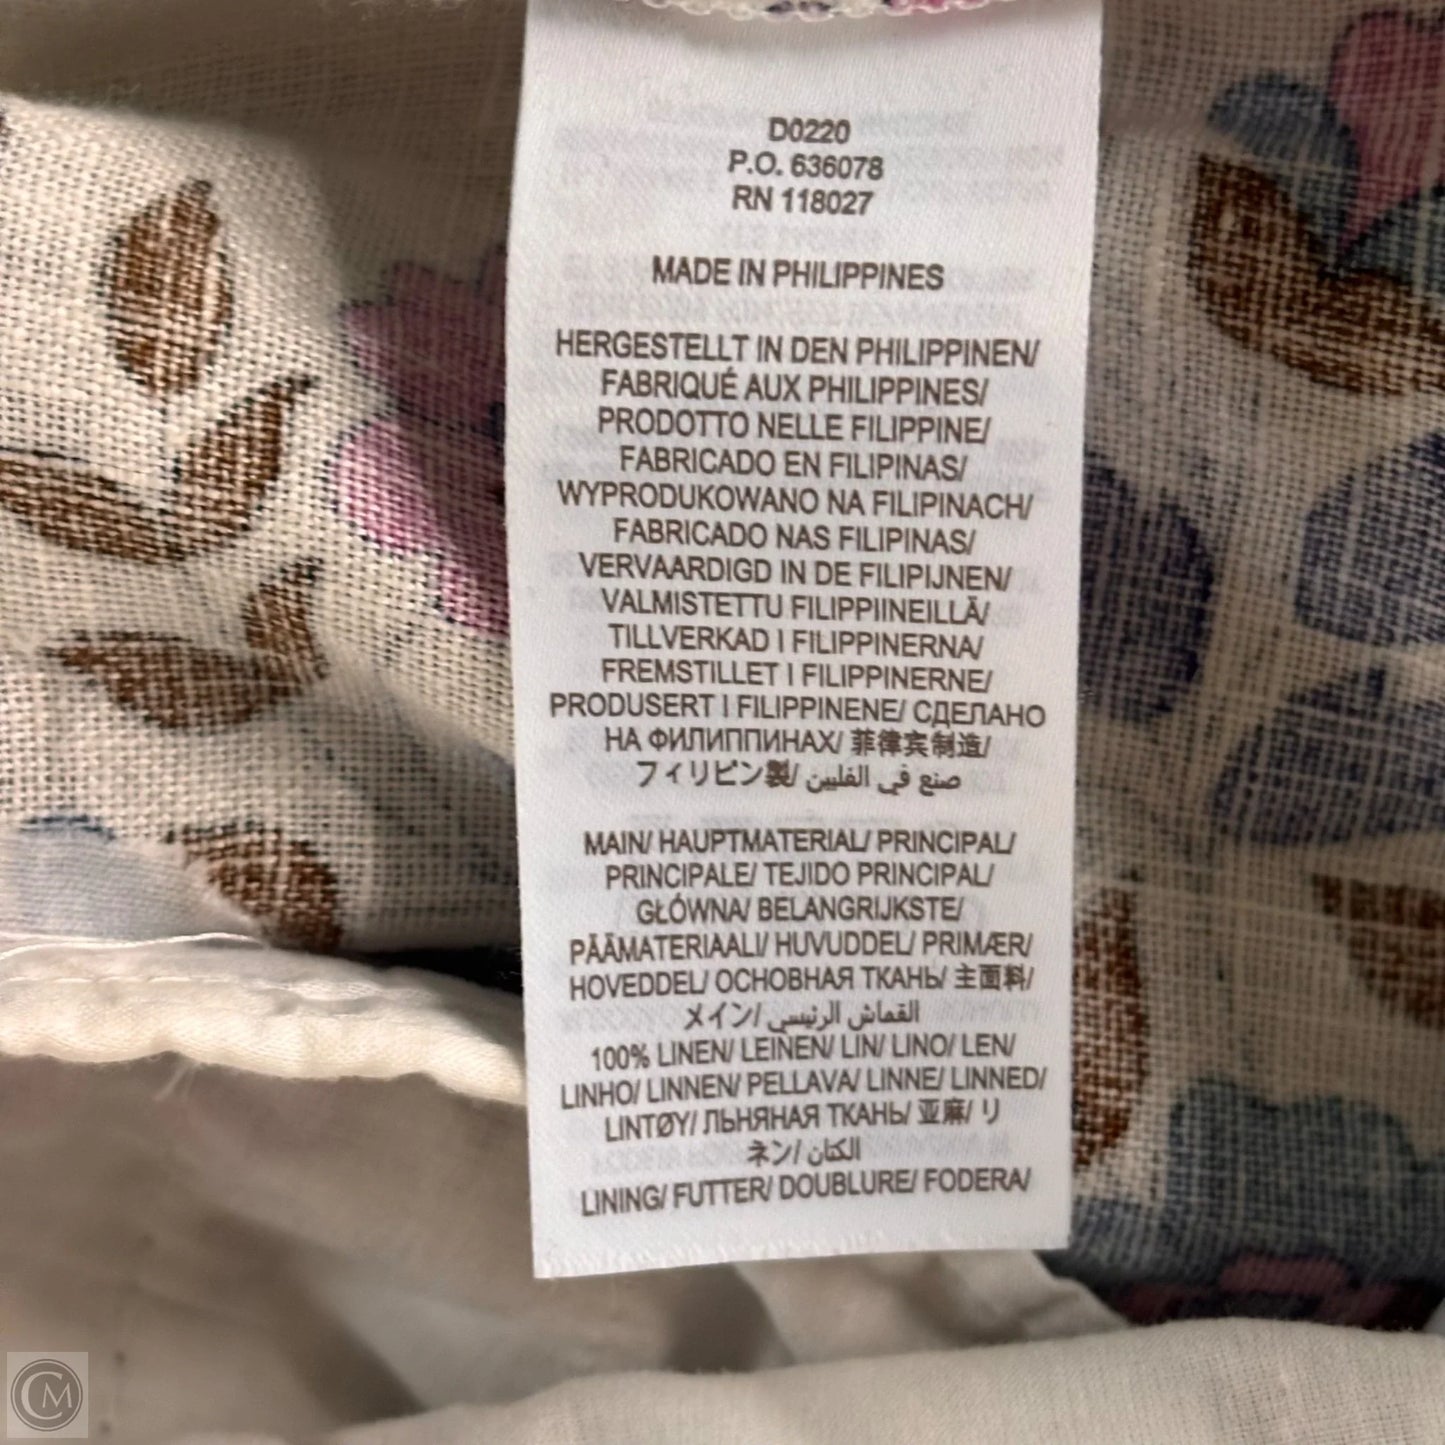 D0220
P.O. 636078
RN 118027
MADE IN PHILIPPINES
HERGESTELLT IN DEN PHILIPPINEN/
FABRIQUÉ AUX PHILIPPINES/
PRODOTTO NELLE FILIPPINE/
FABRICADO EN FILIPINAS/
WYPRODUKOWANO NA FILIPINACH/
FABRICADO NAS FILIPINAS/
VERVAARDIGD IN DE FILIPIJNEN/
VALMISTETTU FILIPPIINEILLÄ/
TILLVERKAD I FILIPPINERNA/
FREMSTILLET I FILIPPINERNE/
PRODUSERT I FILIPPINENE/ СДЕЛАНО
НА ФИЛИППИНАХ/ 菲律宾制造/
フィリピン製/ صنع في الفلبين
MAIN/ HAUPTMATERIAL/ PRINCIPAL/
PRINCIPALE/ TEJIDO PRINCIPAL/
GŁÓWNA/ BELANGRIJKSTE/
PÄÄMATERIAALI/ HUVUDDEL/ PRIMÆR/
HOVEDDEL/ ОСНОВНАЯ ТКАНЬ/ 主面料/
メイン/ القماش الرئيسي
100% LINEN/ LEINEN/ LIN/ LINO/ LEN/
LINHO/ LINNEN/ PELLAVA/ LINNE/ LINNED/
LINTØY/ ЛЬНЯНАЯ ТКАНЬ/ 亚麻/ リ
ネン/ الكتان
LINING/ FUTTER/ DOUBLURE/ FODERA/
CM